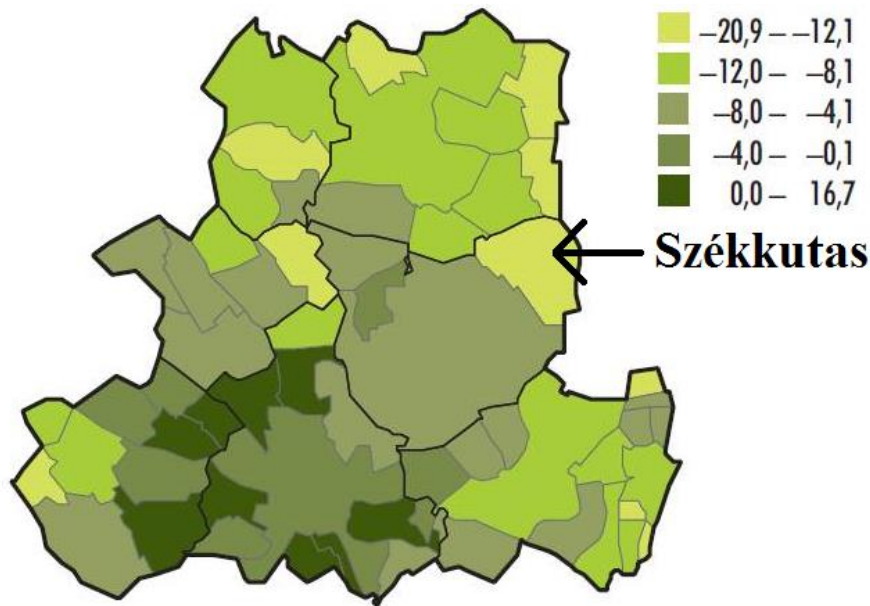 –20,9 – –12,1
–12,0 – –8,1
–8,0 – –4,1
–4,0 – –0,1
0,0 – 16,7
Székkutas